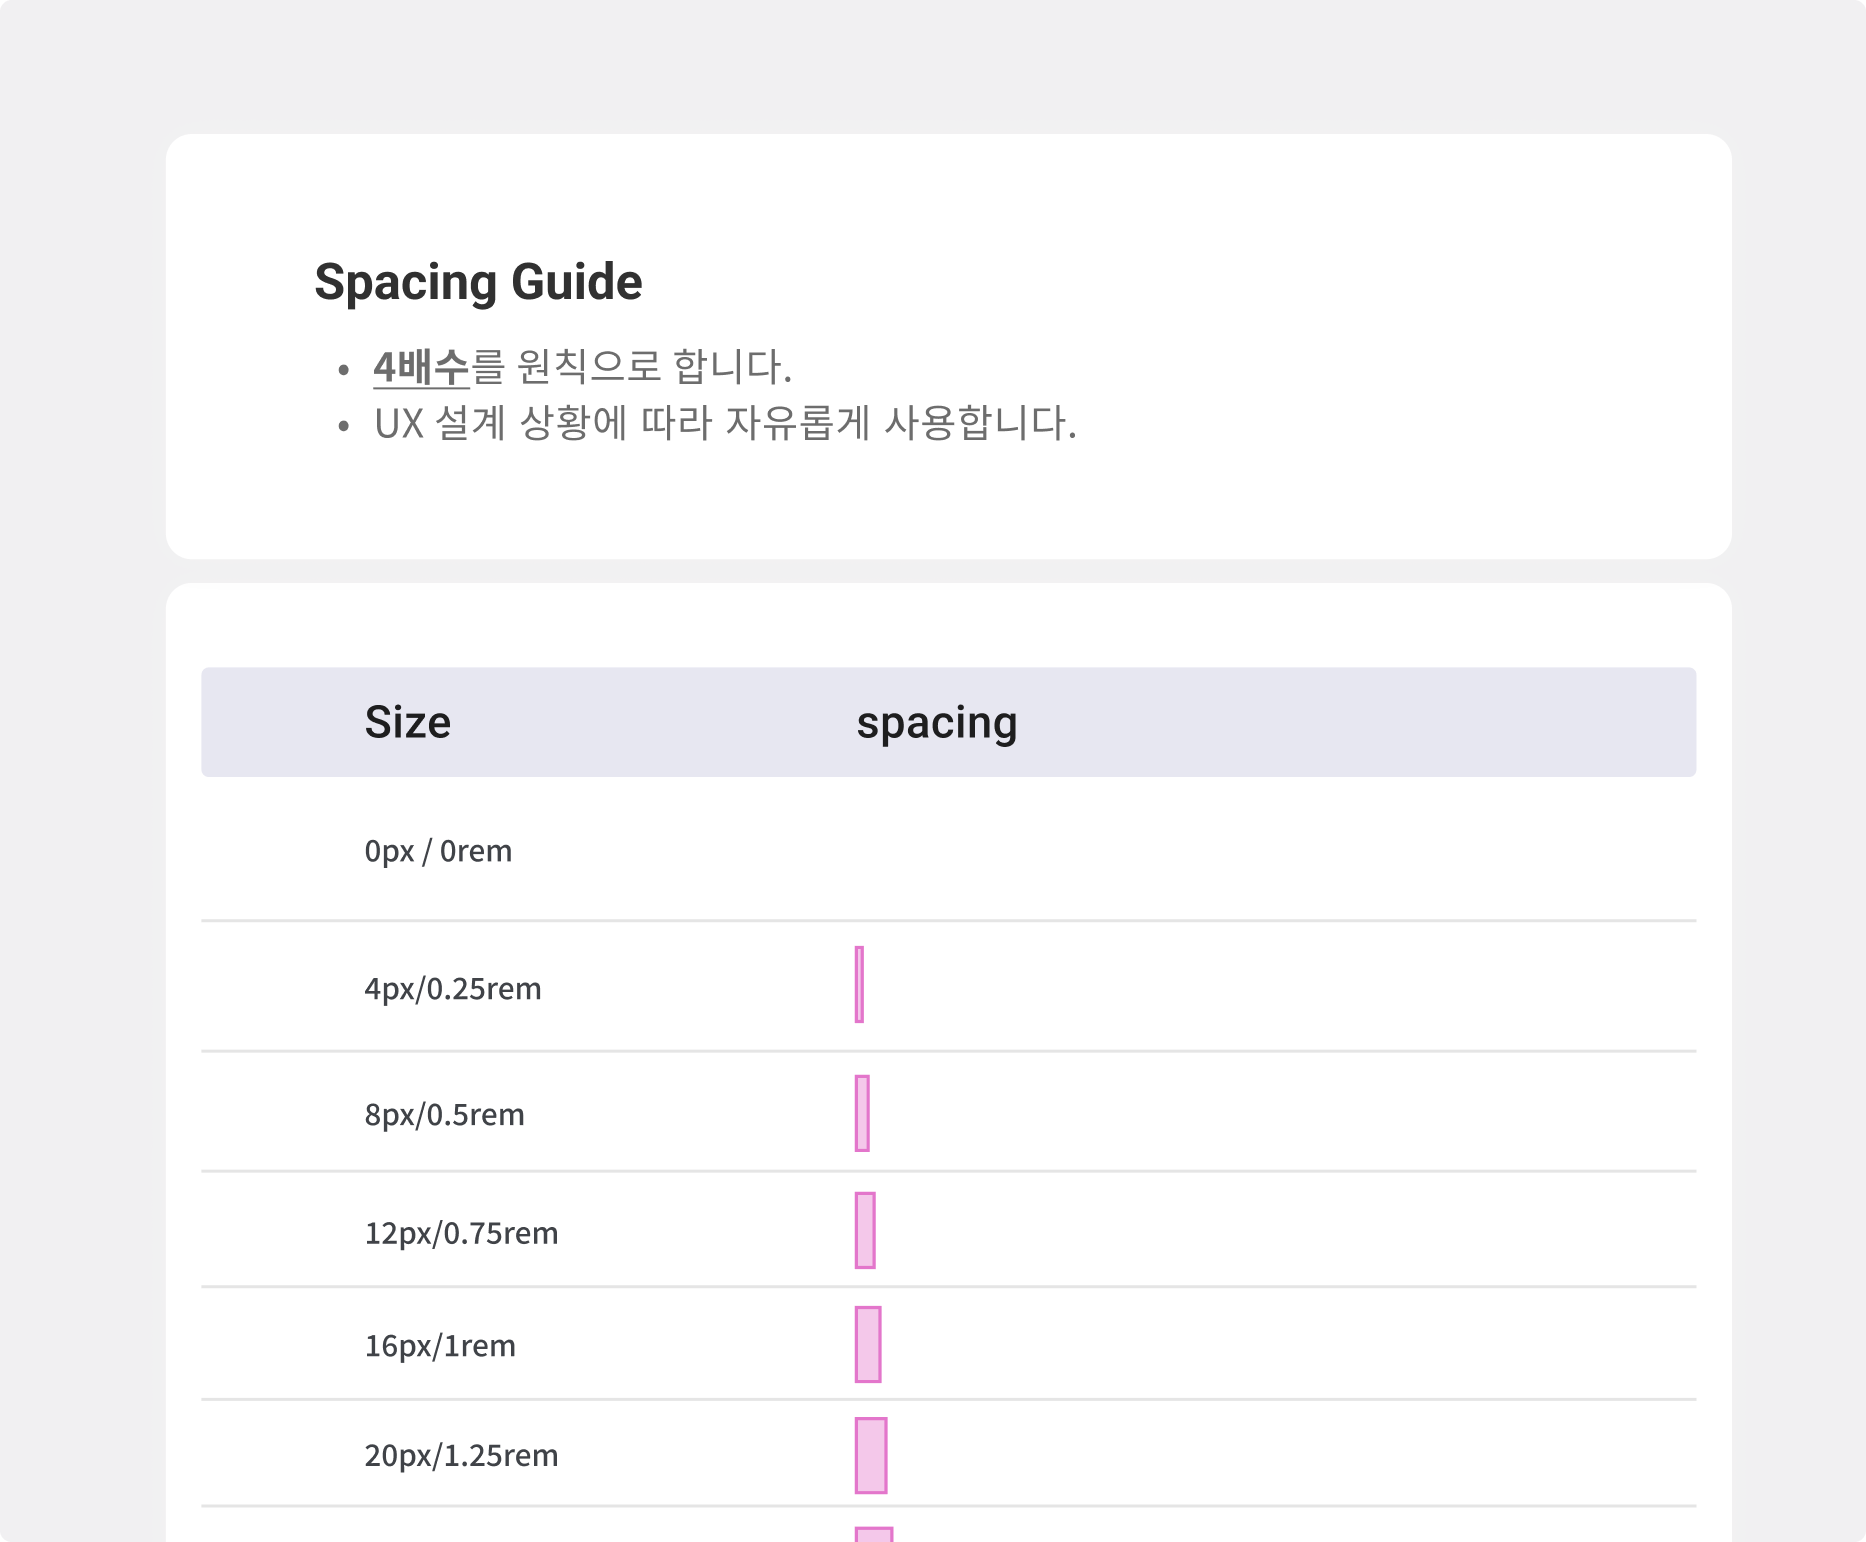 Spacing Guide
• 4배수를 원칙으로 합니다.
• UX 설계 상황에 따라 자유롭게 사용합니다.
Size spacing
0px / 0rem
4px/0.25rem
8px/0.5rem
12px/0.75rem
16px/1rem
20px/1.25rem